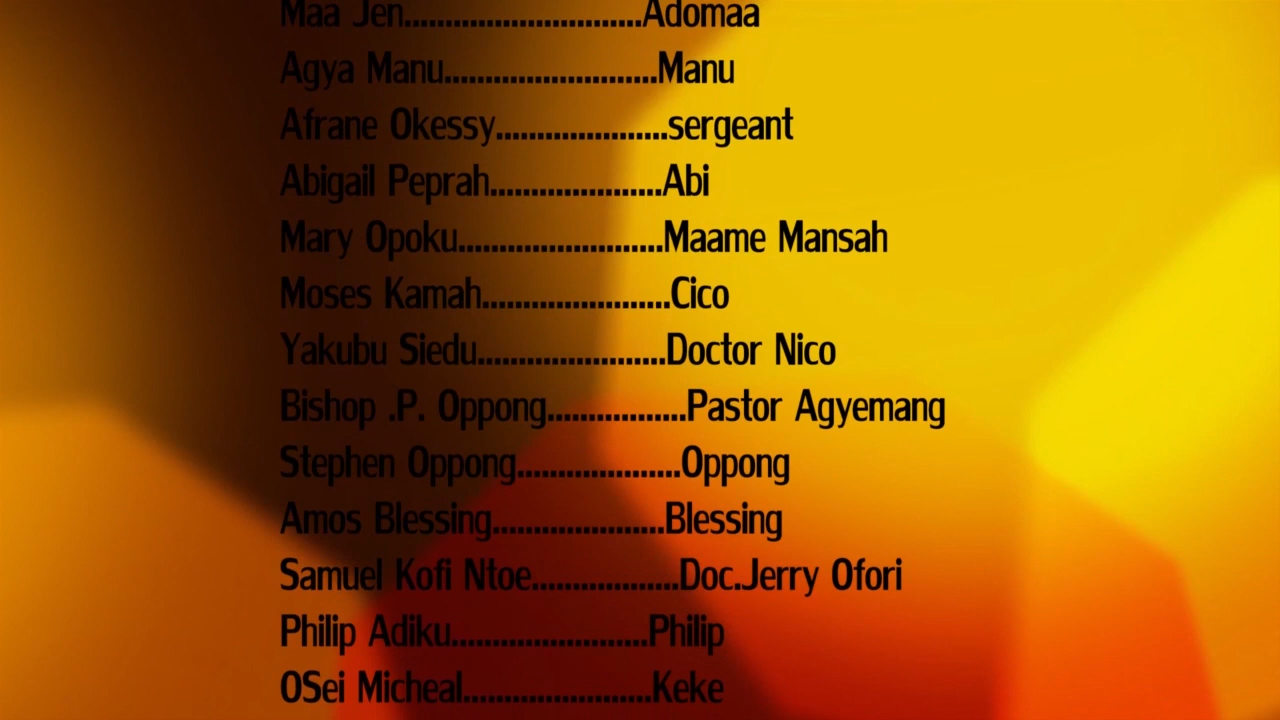 Maa Jen.............................Adomaa
Agya Manu..........................Manu
Afrane Okessy.....................sergeant
Abigail Peprah.....................Abi
Mary Opoku.........................Maame Mansah
Moses Kamah.......................Cico
Yakubu Siedu.......................Doctor Nico
Bishop .P. Oppong.................Pastor Agyemang
Stephen Oppong....................Oppong
Amos Blessing.....................Blessing
Samuel Kofi Ntoe..................Doc.Jerry Ofori
Philip Adiku........................Philip
OSei Micheal.......................Keke